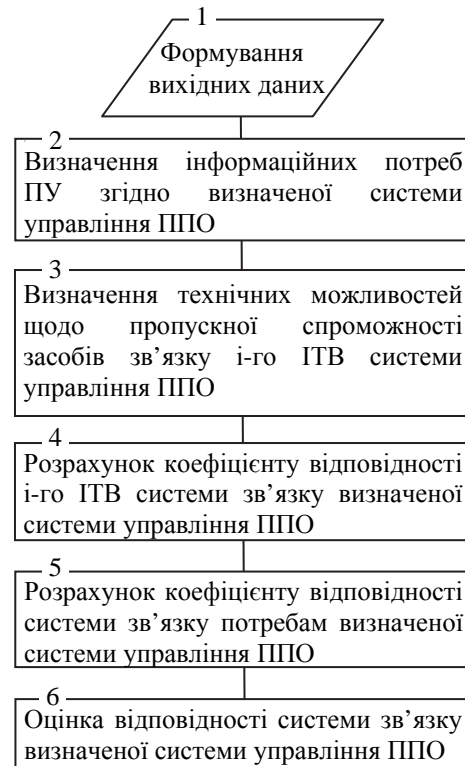 1
Формування
вихідних даних
2
Визначення інформаційних потреб
ПУ згідно визначеної системи
управління ППО
3
Визначення технічних можливостей
щодо пропускної спроможності
засобів зв’язку і-го ІТВ системи
управління ППО
4
Розрахунок коефіцієнту відповідності
і-го ІТВ системи зв’язку визначеної
системи управління ППО
5
Розрахунок коефіцієнту відповідності
системи зв’язку потребам визначеної
системи управління ППО
6
Оцінка відповідності системи зв’язку
визначеної системи управління ППО